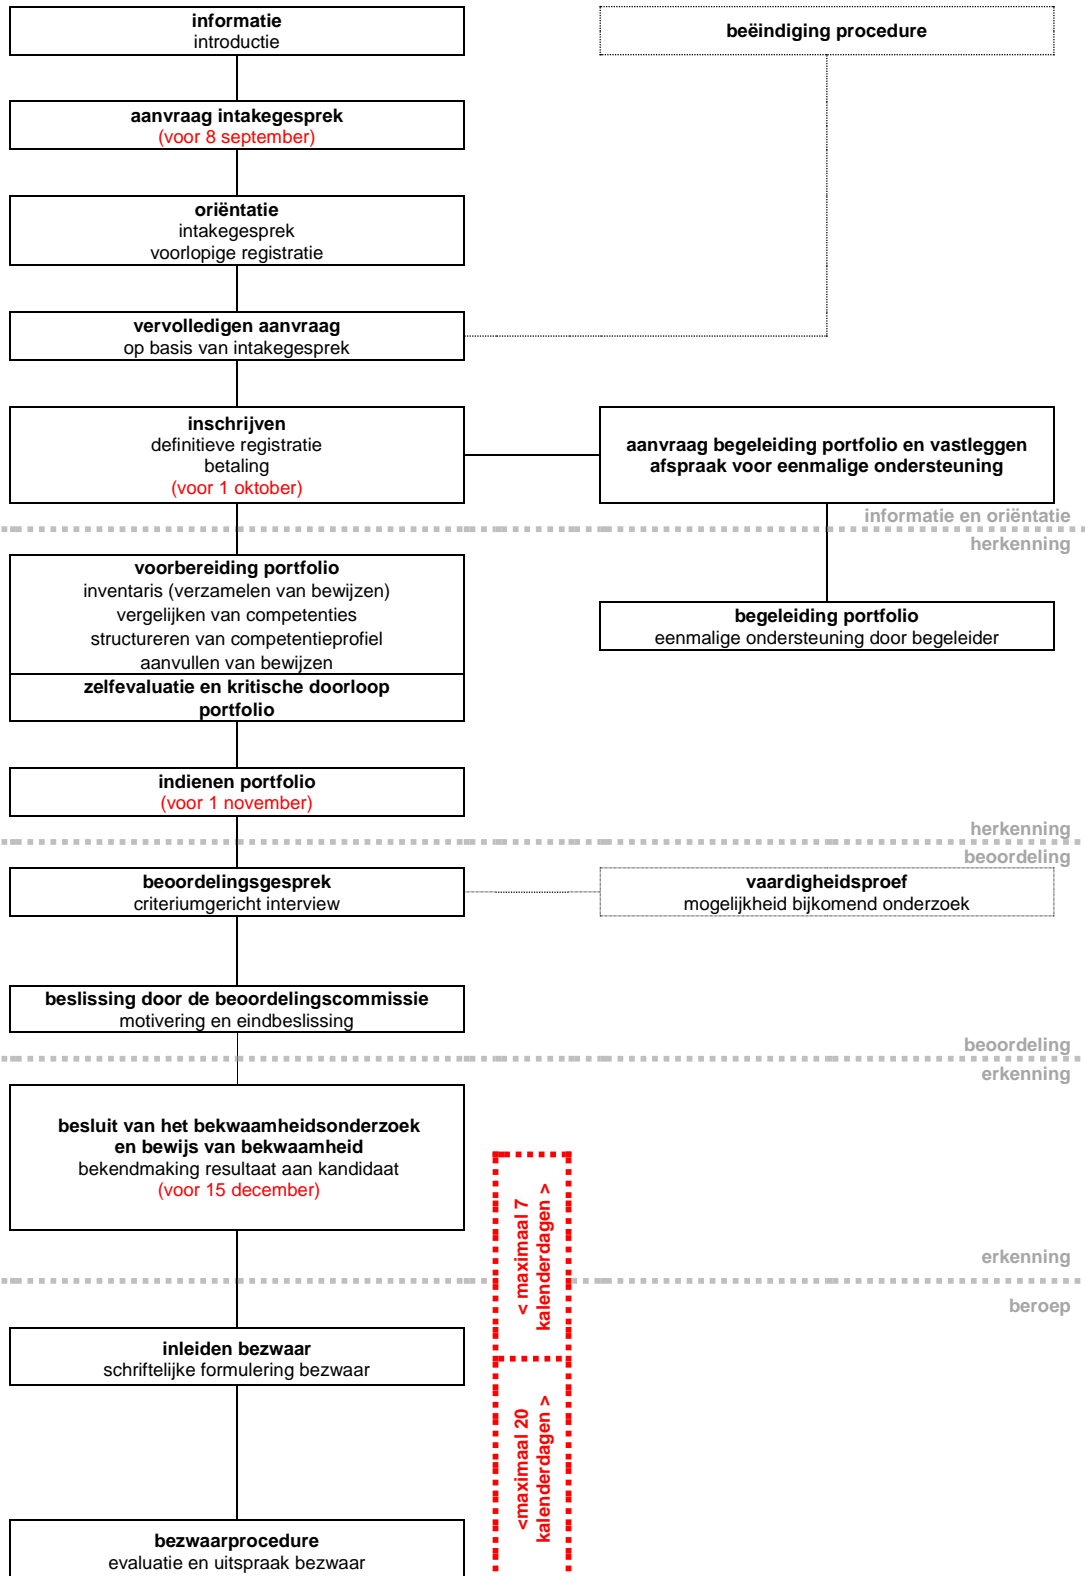 informatie
introductie
beëindiging procedure
aanvraag intakegesprek
(voor 8 september)
oriëntatie
intakegesprek
voorlopige registratie
vervolledigen aanvraag
op basis van intakegesprek
inschrijven
definitieve registratie
betaling
(voor 1 oktober)
aanvraag begeleiding portfolio en vastleggen
afspraak voor eenmalige ondersteuning
informatie en oriëntatie
herkenning
voorbereiding portfolio
inventaris (verzamelen van bewijzen)
vergelijken van competenties
structureren van competentieprofiel
aanvullen van bewijzen
zelfevaluatie en kritische doorloop
portfolio
begeleiding portfolio
eenmalige ondersteuning door begeleider
indienen portfolio
(voor 1 november)
herkenning
beoordeling
beoordelingsgesprek
criteriumgericht interview
vaardigheidsproef
mogelijkheid bijkomend onderzoek
beslissing door de beoordelingscommissie
motivering en eindbeslissing
beoordeling
erkenning
besluit van het bekwaamheidsonderzoek
en bewijs van bekwaamheid
bekendmaking resultaat aan kandidaat
(voor 15 december)
< maximaal 7
kalenderdagen >
erkenning
beroep
inleiden bezwaar
schriftelijke formulering bezwaar
<maximaal 20
kalenderdagen >
bezwaarprocedure
evaluatie en uitspraak bezwaar